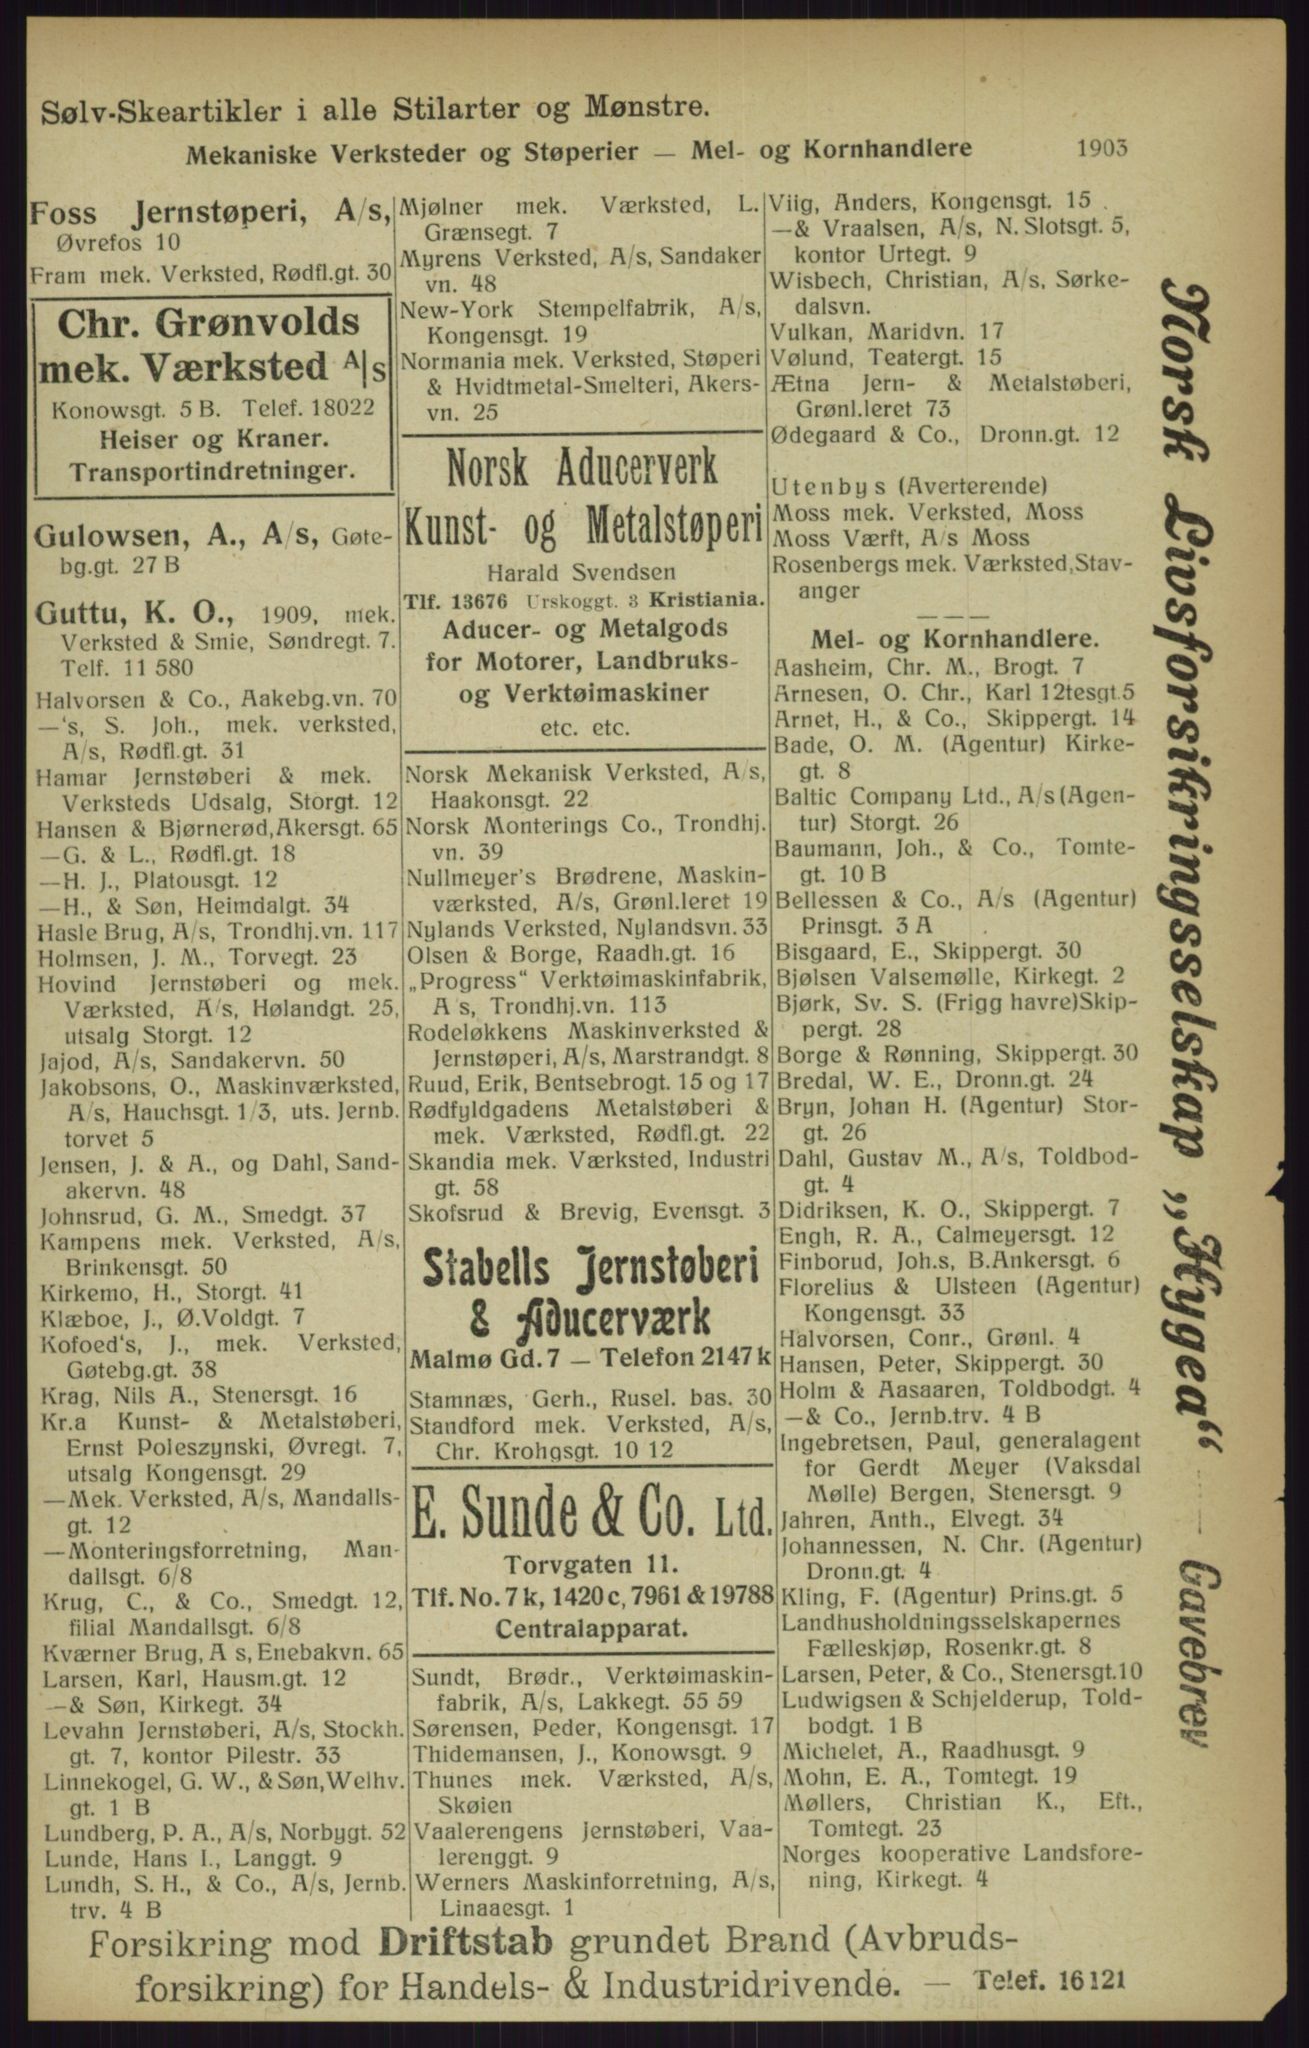 Sølv-Skeartikler i alle Stilarter og Mønstre.
Mekaniske Verksteder og Støperier — Mel- og Kornhandlere 1903
Foss Jernstøperi, A/s,
Øvrefos 10
Fram mek. Verksted, Rødfl.gt. 30
Chr. Grønvolds
mek. Værksted A/s
Konowsgt. 5 B. Telef. 18022
Heiser og Kraner.
Transportindretninger.
Gulowsen, A., A/s, Gøte-
bg.gt. 27 B
Guttu, K. O., 1909, mek.
Verksted & Smie, Søndregt. 7.
Telf. 11 580
Halvorsen & Co., Aakebg.vn. 70
—‘s, S. Joh., mek. verksted,
A/s, Rødfl.gt. 31
Hamar Jernstøberi & mek.
Verksteds Udsalg, Storgt. 12
Hansen & Bjørnerød, Akersgt. 65
—G. & L., Rødfl.gt. 18
—H. J., Platousgt. 12
—H., & Søn, Heimdalgt. 34
Hasle Brug, A/s, Trondhj.vn. 117
Holmsen, J. M., Torvegt. 23
Hovind Jernstøberi og mek.
Værksted, A/s, Hølandgt. 25,
utsalg Storgt. 12
Jajod, A/s, Sandakervn. 50
Jakobsons, O., Maskinværksted,
A/s, Hauchsgt. 1/3, uts. Jernb.
torvet 5
Jensen, J. & A., og Dahl, Sand-
akervn. 48
Johnsrud, G. M., Smedgt. 37
Kampens mek. Verksted, A/s,
Brinkensgt. 50
Kirkemo, H., Storgt. 41
Klæboe, J., Ø.Voldgt. 7
Kofoed‘s, J., mek. Verksted,
Gøtebg.gt. 38
Krag, Nils A., Stenersgt. 16
Kr.a Kunst- & Metalstøberi,
Ernst Poleszynski, Øvregt. 7,
utsalg Kongensgt. 29
—Mek. Verksted, A/s, Mandalls-
gt. 12
—Monteringsforretning, Man-
dallsgt. 6/8
Krug, C., & Co., Smedgt. 12,
filial Mandallsgt. 6/8
Kværner Brug, A s, Enebakvn. 65
Larsen, Karl, Hausm.gt. 12
—& Søn, Kirkegt. 34
Levahn Jernstøberi, A/s, Stockh.
gt. 7, kontor Pilestr. 33
Linnekogel, G. W., & Søn, Welhv.
gt. 1 B
Lundberg, P. A., A/s, Norbygt. 52
Lunde, Hans I., Langgt. 9
Lundh, S. H., & Co., A/s, Jernb.
trv. 4 B
Mjølner mek. Værksted, L.
Grænsegt. 7
Myrens Verksted, A/s, Sandaker
vn. 48
New-York Stempelfabrik, A/s,
Kongensgt. 19
Normania mek. Verksted, Støperi
& Hvidtmetal-Smelteri, Akers-
vn. 25
Norsk Aducerverk
Kunst- og Metalstøperi
Harald Svendsen
Tlf. 13676 Urskoggt. 3 Kristiania.
Aducer- og Metalgods
for Motorer, Landbruks-
og Verktøimaskiner
etc. etc.
Norsk Mekanisk Verksted, A/s,
Haakonsgt. 22
Norsk Monterings Co., Trondhj.
vn. 39
Nullmeyer's Brødrene, Maskin-
værksted, A/s, Grønl.leret 19
Nylands Verksted, Nylandsvn. 33
Olsen & Borge, Raadh.gt. 16
„Progress“ Verktøimaskinfabrik,
A s, Trondhj.vn. 113
Rodeløkkens Maskinverksted &
Jernstøperi, A/s, Marstrandgt. 8
Ruud, Erik, Bentsebrogt. 15 og 17
Rødfyldgadens Metalstøberi &
mek. Værksted, Rødfl.gt. 22
Skandia mek. Værksted, Industri
gt. 58
Skofsrud & Brevig, Evensgt. 3
Stabells Jernstøberi
& Aducerværk
Malmø Gd. 7 — Telefon 2147 k
Stamnæs, Gerh., Rusel. bas. 30
Standford mek. Verksted, A/s,
Chr. Krohgsgt. 10 12
E. Sunde & Co. Ltd.
Torvgaten 11.
Tlf. No. 7 k, 1420 c, 7961 & 19788
Centralapparat.
Sundt, Brødr., Verktøimaskin-
fabrik, A/s, Lakkegt. 55 59
Sørensen, Peder, Kongensgt. 17
Thidemansen, J., Konowsgt. 9
Thunes mek. Værksted, A/s,
Skøien
Vaalerengens Jernstøberi, Vaa-
lerenggt. 9
Werners Maskinforretning, A/s,
Linaaesgt. 1
Viig, Anders, Kongensgt. 15
—& Vraalsen, A/s, N. Slotsgt. 5,
kontor Urtegt. 9
Wisbech, Christian, A/s, Sørke-
dalsvn.
Vulkan, Maridvn. 17
Vølund, Teatergt. 15
Ætna Jern- & Metalstøberi,
Grønl.leret 73
Ødegaard & Co., Dronn.gt. 12
Utenbys (Averterende)
Moss mek. Verksted, Moss
Moss Værft, A/s Moss
Rosenbergs mek. Værksted, Stav-
anger
Mel- og Kornhandlere.
Aasheim, Chr. M., Brogt. 7
Arnesen, O. Chr., Karl 12tesgt.5
Arnet, H., & Co., Skippergt. 14
Bade, O. M. (Agentur) Kirke-
gt. 8
Baltic Company Ltd., A/s (Agen-
tur) Storgt. 26
Baumann, Joh., & Co., Tomte-
gt. 10 B
Bellessen & Co., A/s (Agentur)
Prinsgt. 3 A
Bisgaard, E., Skippergt. 30
Bjølsen Valsemølle, Kirkegt. 2
Bjørk, Sv. S. (Frigg havre) Skip-
pergt. 28
Borge & Rønning, Skippergt. 30
Bredal, W. E., Dronn.gt. 24
Bryn, Johan H. (Agentur) Stor-
gt. 26
Dahl, Gustav M., A/s, Toldbod-
gt. 4
Didriksen, K. O., Skippergt. 7
Engh, R. A., Calmeyersgt. 12
Finborud, Joh.s, B.Ankersgt. 6
Florelius & Ulsteen (Agentur)
Kongensgt. 33
Halvorsen, Conr., Grønl. 4
Hansen, Peter, Skippergt. 30
Holm & Aasaaren, Toldbodgt. 4
—& Co., Jernb.trv. 4 B
Ingebretsen, Paul, generalagent
for Gerdt Meyer (Vaksdal
Mølle) Bergen, Stenersgt. 9
Jahren, Anth., Elvegt. 34
Johannessen, N. Chr. (Agentur)
Dronn.gt. 4
Kling, F. (Agentur) Prins.gt. 5
Landhusholdningsselskapernes
Fælleskjøp, Rosenkr.gt. 8
Larsen, Peter, & Co., Stenersgt.10
Ludwigsen & Schjelderup, Told-
bodgt. 1 B
Michelet, A., Raadhusgt. 9
Mohn, E. A., Tomtegt. 19
Møllers, Christian K., Eft.,
Tomtegt. 23
Norges kooperative Landsfore-
ning, Kirkegt. 4
Norsk Livsforsikringsselskap „Hygea“ — Gavebrev
Forsikring mod Driftstab grundet Brand (Avbruds-
forsikring) for Handels- & Industridrivende. — Telef. 16121